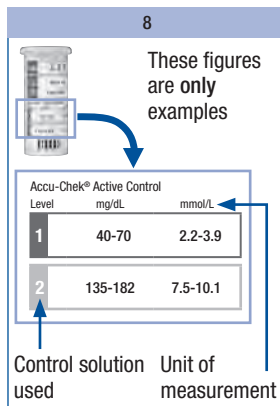 8
These figures
are only
examples
Accu-Chek® Active Control
Level mg/dL mmol/L
1 40-70 2.2-3.9
2 135-182 7.5-10.1
Control solution
used
Unit of
measurement